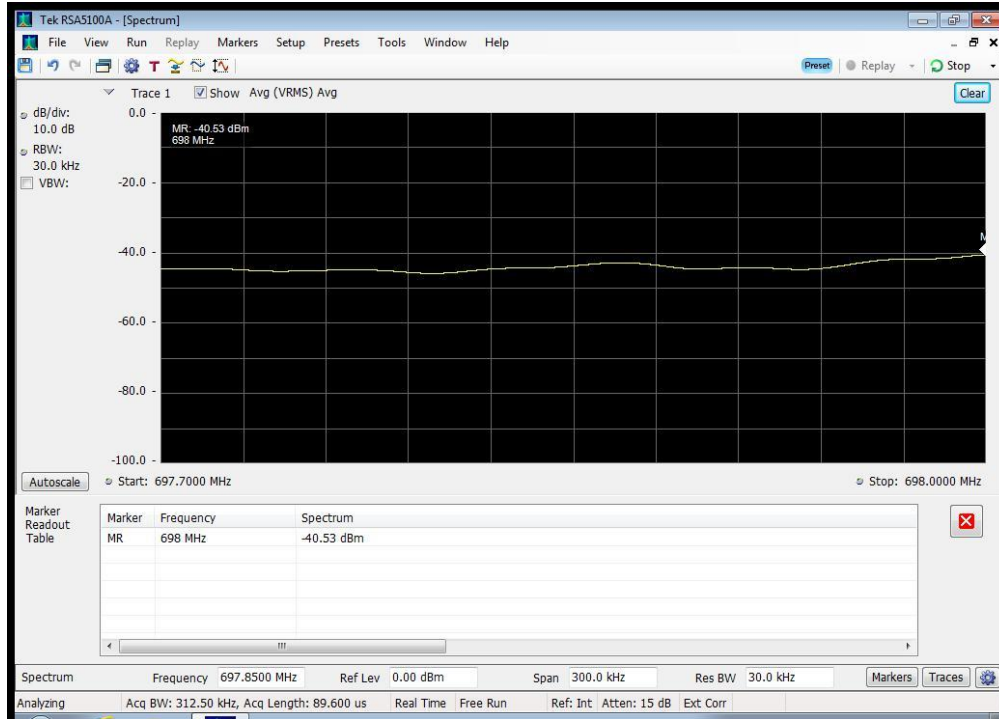 Tek RSA5100A - [Spectrum]
File View Run Replay Markers Setup Presets Tools Window Help
Preset Replay Stop
Trace 1 Show Avg (VRMS) Avg Clear
dB/div: 0.0 -
10.0 dB MR: -40.53 dBm
698 MHz
RBW:
30.0 kHz
VBW: -20.0 -
M
-40.0 -
-60.0 -
-80.0 -
-100.0 -
Autoscale Start: 697.7000 MHz Stop: 698.0000 MHz
Marker
Readout
Table
Marker Frequency Spectrum
MR 698 MHz -40.53 dBm
Spectrum Frequency 697.8500 MHz Ref Lev 0.00 dBm Span 300.0 kHz Res BW 30.0 kHz Markers Traces
Analyzing Acq BW: 312.50 kHz, Acq Length: 89.600 us Real Time Free Run Ref: Int Atten: 15 dB Ext Corr